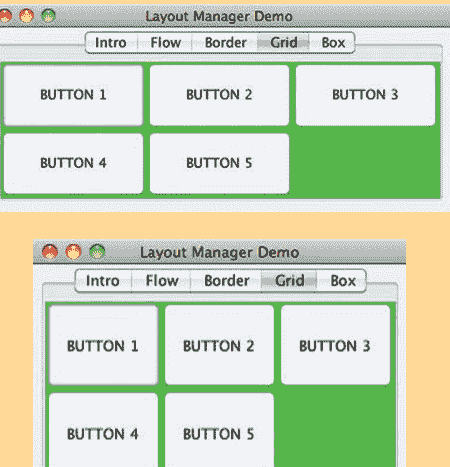 Layout Manager Demo
Intro Flow Border Grid Box
BUTTON 1 BUTTON 2 BUTTON 3
BUTTON 4 BUTTON 5
Layout Manager Demo
Intro Flow Border Grid Box
BUTTON 1 BUTTON 2 BUTTON 3
BUTTON 4 BUTTON 5